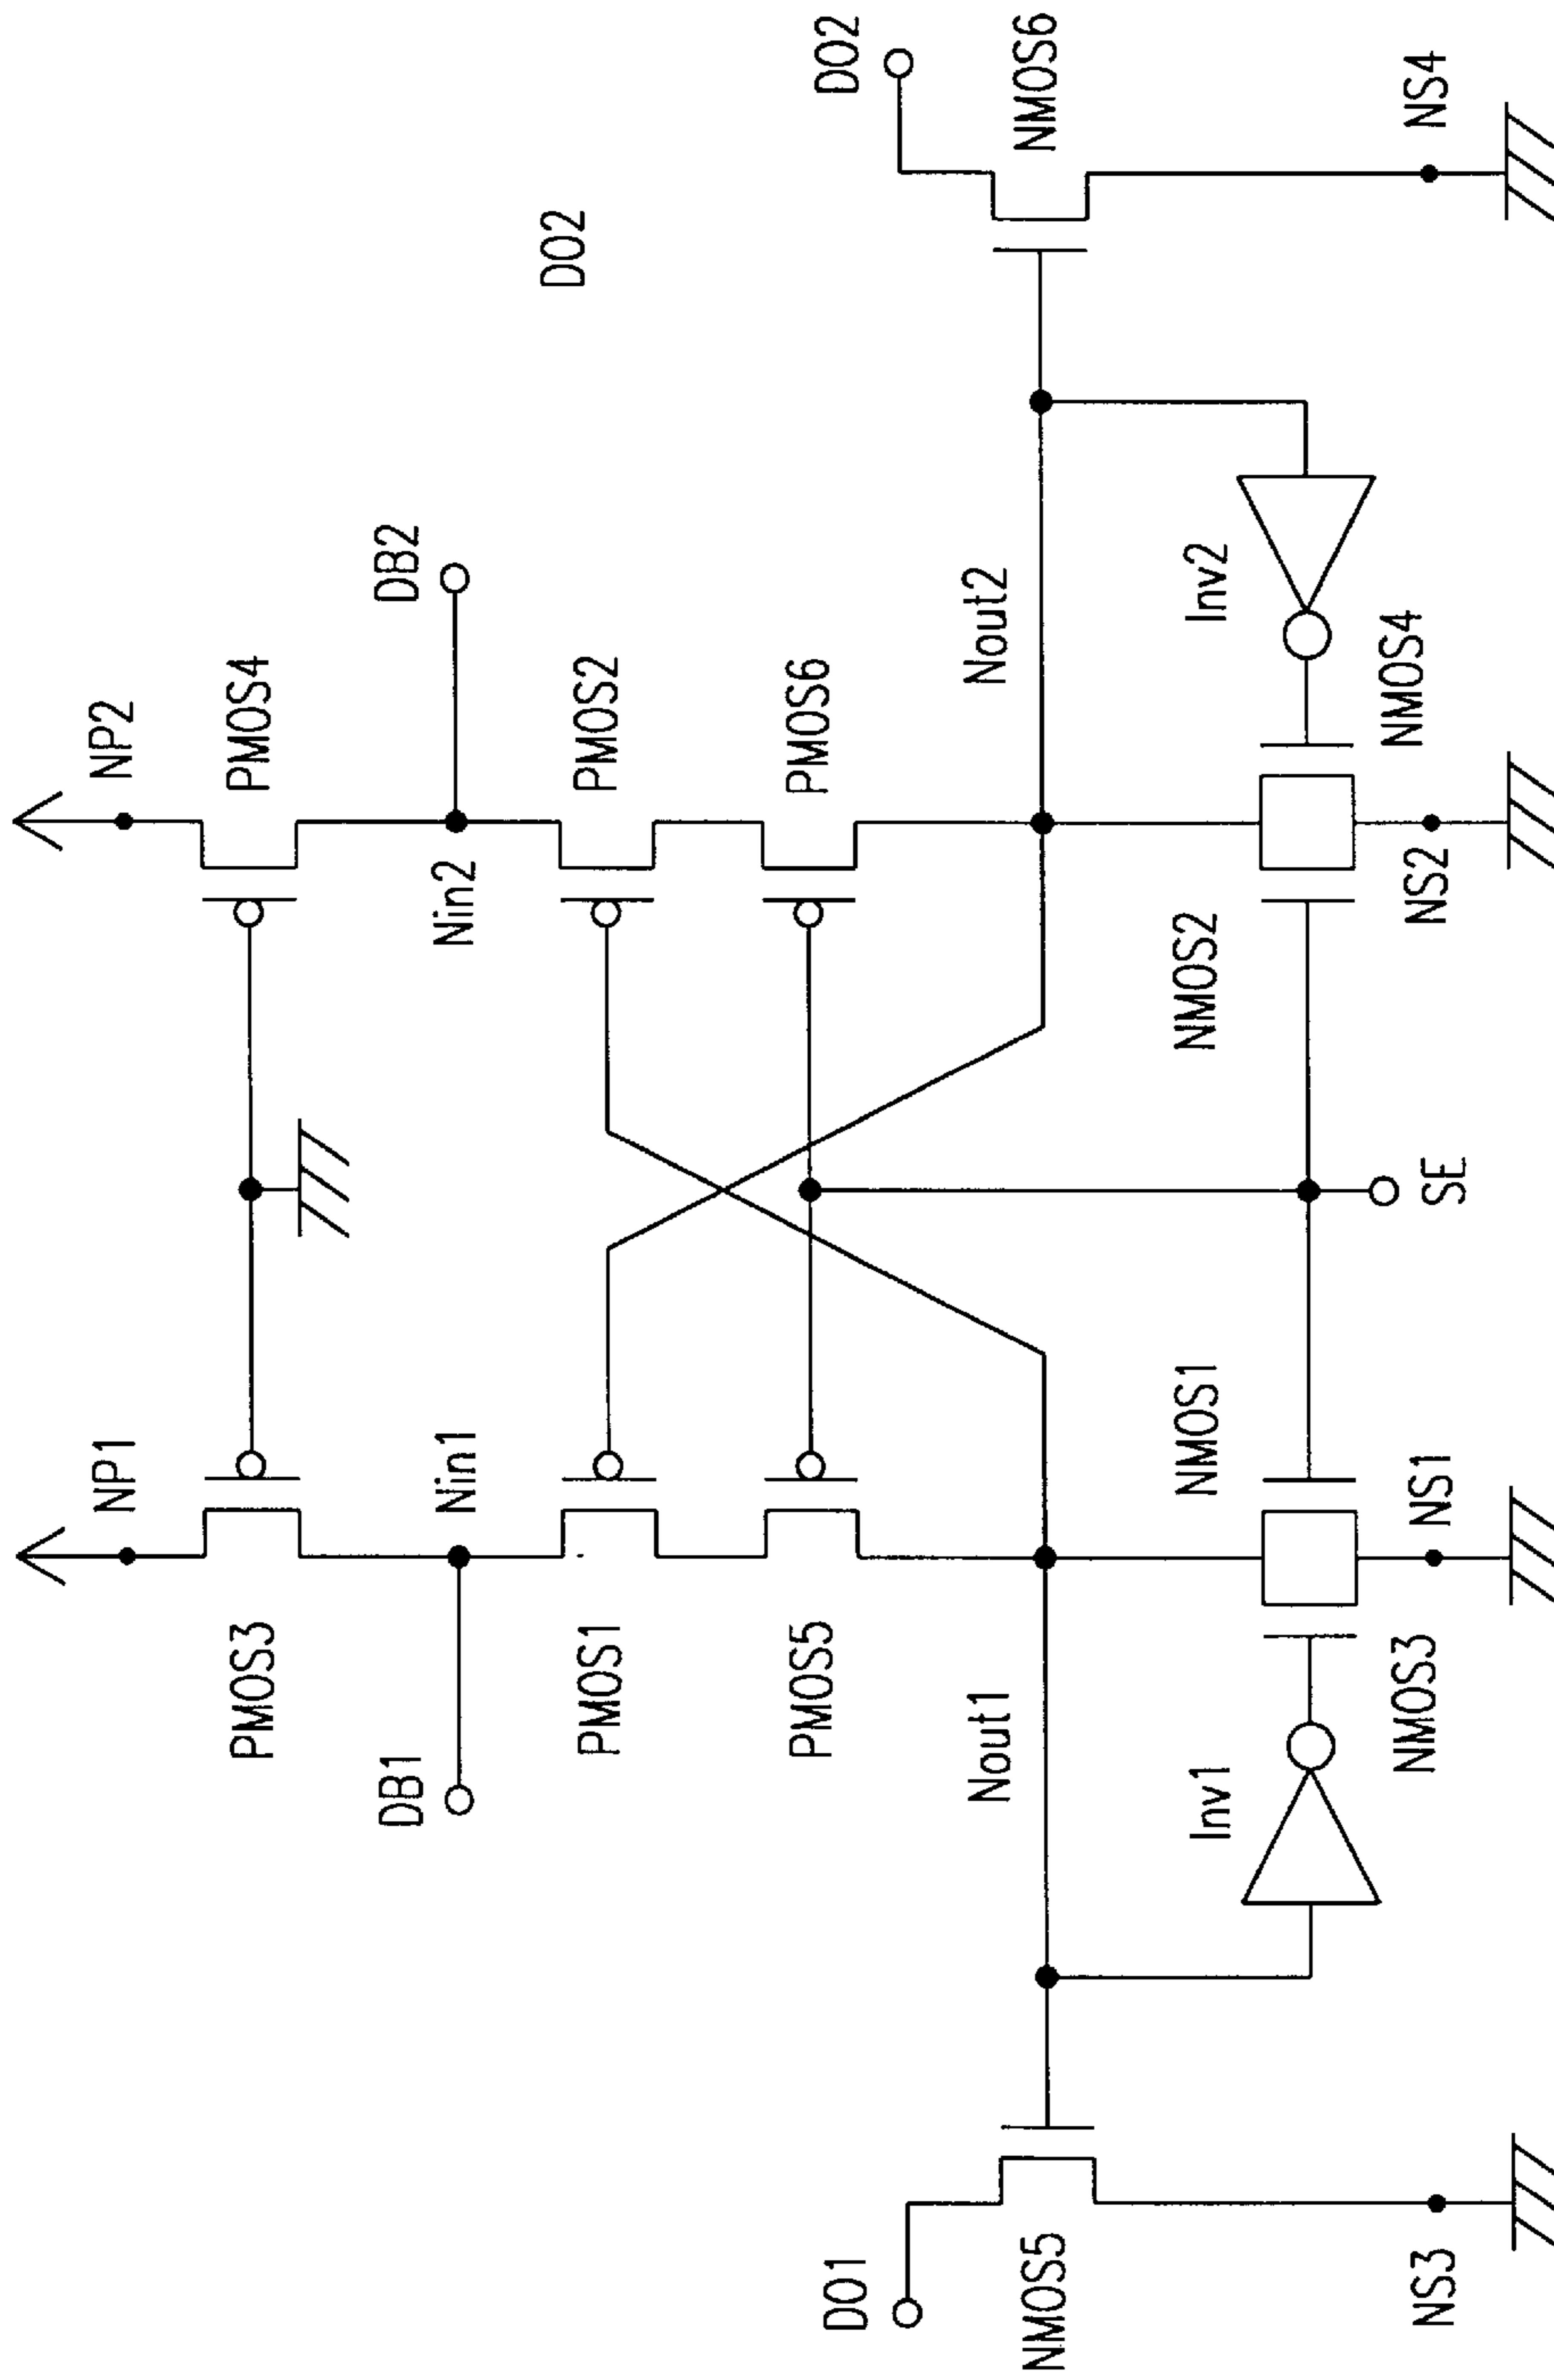 NP1
NP2
PMOS3
PMOS4
DB1
Nin1
Nin2
DB2
PMOS1
PMOS2
DO2
PMOS5
PMOS6
DO1
DO2
Nout1
Nout2
NMOS5
NMOS6
Inv1
NMOS1
NMOS2
Inv2
NMOS3
NMOS4
NS3
NS1
SE
NS2
NS4